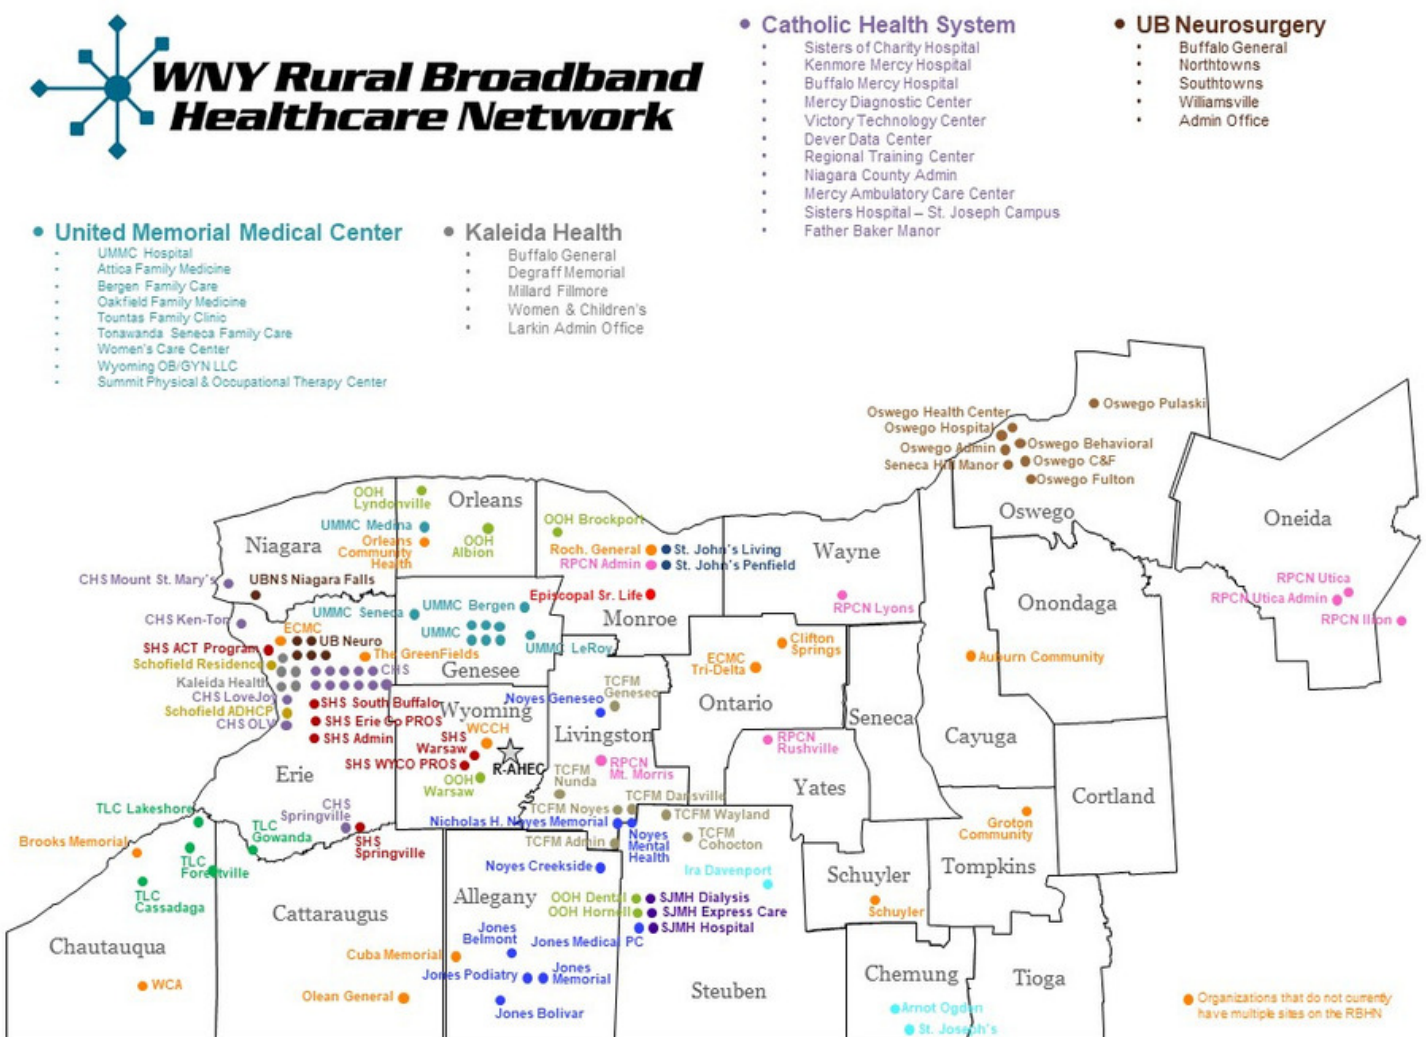 WNY Rural Broadband
Healthcare Network
Catholic Health System
Sisters of Charity Hospital
Kenmore Mercy Hospital
Buffalo Mercy Hospital
Mercy Diagnostic Center
Victory Technology Center
Dever Data Center
Regional Training Center
Niagara County Admin
Mercy Ambulatory Care Center
Sisters Hospital – St. Joseph Campus
Father Baker Manor
UB Neurosurgery
Buffalo General
Northtowns
Southtowns
Williamsville
Admin Office
United Memorial Medical Center
UMMC Hospital
Attica Family Medicine
Bergen Family Care
Oakfield Family Medicine
Tountas Family Clinic
Tonawanda Seneca Family Care
Women's Care Center
Wyoming OB/GYN LLC
Summit Physical & Occupational Therapy Center
Kaleida Health
Buffalo General
Degraff Memorial
Millard Fillmore
Women & Children's
Larkin Admin Office
Oswego Pulaski
Oswego Health Center
Oswego Hospital
Oswego Admin
Oswego Behavioral
Seneca Hill Manor
Oswego C&F
Oswego Fulton
Oswego
Oneida
RPCN Utica
RPCN Utica Admin
RPCN Ilion
OOH
Lyndonville
Orleans
UMMC Medina
Orleans
Community
Health
OOH
Albion
Niagara
OOH Brockport
Roch. General
St. John's Living
RPCN Admin
St. John's Penfield
Episcopal Sr. Life
Monroe
Wayne
RPCN Lyons
Onondaga
CHS Mount St. Mary's
UBNS Niagara Falls
CHS Ken-Ton
UMMC Seneca
UMMC Bergen
UMMC
UMMC LeRoy
Genesee
ECMC
UB Neuro
SHS ACT Program
The GreenFields
Schofield Residence
CHS
Kaleida Health
CHS LoveJoy
Schofield ADHCP
CHS OLV
SHS South Buffalo
SHS Erie Co PROS
SHS Admin
Wyoming
WCCH
SHS
Warsaw
SHS WYCO PROS
R-AHEC
OOH
Warsaw
Erie
Noyes Geneseo
TCFM
Geneseo
Livingston
RPCN
Mt. Morris
TCFM
Nunda
TCFM Dansville
TCFM Noyes
Nicholas H. Noyes Memorial
TCFM Admin
Noyes
Mental
Health
TCFM Wayland
TCFM
Cohocton
Noyes Creekside
Clifton
Springs
ECMC
Tri-Delta
Ontario
Seneca
RPCN
Rushville
Yates
Auburn Community
Cayuga
Cortland
Groton
Community
Tompkins
Schuyler
Schuyler
Ira Davenport
CHS
Springville
SHS
Springville
TLC Lakeshore
TLC
Gowanda
Brooks Memorial
TLC
Forestville
TLC
Cassadaga
Chautauqua
WCA
Cattaraugus
Cuba Memorial
Olean General
Allegany
Jones
Belmont
Jones Medical PC
Jones Podiatry
Jones
Memorial
Jones Bolivar
OOH Dental
SJMH Dialysis
OOH Hornell
SJMH Express Care
SJMH Hospital
Steuben
Chemung
Arnot Ogden
St. Joseph's
Tioga
Organizations that do not currently
have multiple sites on the RBHN